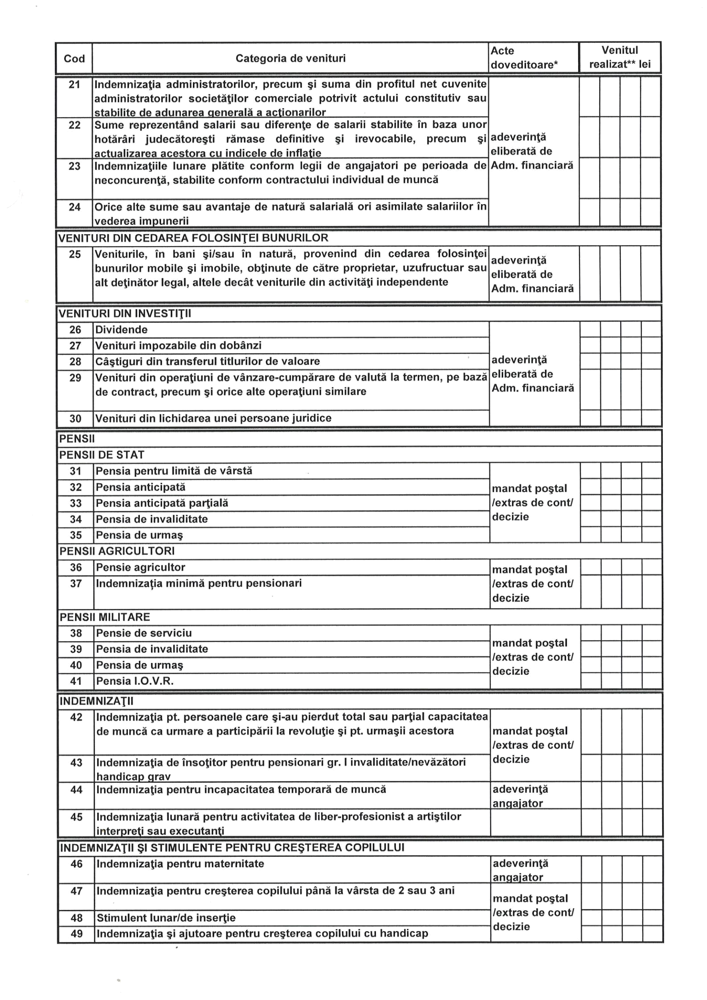 Cod
Categoria de venituri
Acte
doveditoare*
Venitul
realizat** lei
21
Indemnizaţia administratorilor, precum şi suma din profitul net cuvenite
administratorilor societăţilor comerciale potrivit actului constitutiv sau
stabilite de adunarea generală a acţionarilor
22
Sume reprezentând salarii sau diferenţe de salarii stabilite în baza unor
hotărâri judecătoreşti rămase definitive şi irevocabile, precum şi
actualizarea acestora cu indicele de inflaţie
adeverinţă
eliberată de
Adm. financiară
23
Indemnizaţiile lunare plătite conform legii de angajatori pe perioada de
neconcurenţă, stabilite conform contractului individual de muncă
24
Orice alte sume sau avantaje de natură salarială ori asimilate salariilor în
vederea impunerii
VENITURI DIN CEDAREA FOLOSINŢEI BUNURILOR
25
Veniturile, în bani şi/sau în natură, provenind din cedarea folosinţei
bunurilor mobile şi imobile, obţinute de către proprietar, uzufructuar sau
alt deţinător legal, altele decât veniturile din activităţi independente
adeverinţă
eliberată de
Adm. financiară
VENITURI DIN INVESTIŢII
26
Dividende
27
Venituri impozabile din dobânzi
28
Câştiguri din transferul titlurilor de valoare
29
Venituri din operaţiuni de vânzare-cumpărare de valută la termen, pe bază
de contract, precum şi orice alte operaţiuni similare
adeverinţă
eliberată de
Adm. financiară
30
Venituri din lichidarea unei persoane juridice
PENSII
PENSII DE STAT
31
Pensia pentru limită de vârstă
32
Pensia anticipată
33
Pensia anticipată parţială
34
Pensia de invaliditate
35
Pensia de urmaş
mandat poştal
/extras de cont/
decizie
PENSII AGRICULTORI
36
Pensie agricultor
37
Indemnizația minimă pentru pensionari
mandat poştal
/extras de cont/
decizie
PENSII MILITARE
38
Pensie de serviciu
39
Pensia de invaliditate
40
Pensia de urmaş
41
Pensia I.O.V.R.
mandat poştal
/extras de cont/
decizie
INDEMNIZAŢII
42
Indemnizaţia pt. persoanele care şi-au pierdut total sau parţial capacitatea
de muncă ca urmare a participării la revoluţie şi pt. urmaşii acestora
mandat poştal
/extras de cont/
decizie
43
Indemnizaţia de însoţitor pentru pensionari gr. I invaliditate/nevăzători
handicap grav
44
Indemnizaţia pentru incapacitatea temporară de muncă
adeverinţă
angajator
45
Indemnizaţia lunară pentru activitatea de liber-profesionist a artiştilor
interpreţi sau executanţi
INDEMNIZAŢII ŞI STIMULENTE PENTRU CREŞTEREA COPILULUI
46
Indemnizaţia pentru maternitate
adeverinţă
angajator
47
Indemnizaţia pentru creşterea copilului până la vârsta de 2 sau 3 ani
48
Stimulent lunar/de inserţie
49
Indemnizaţia şi ajutoare pentru creşterea copilului cu handicap
mandat poştal
/extras de cont/
decizie